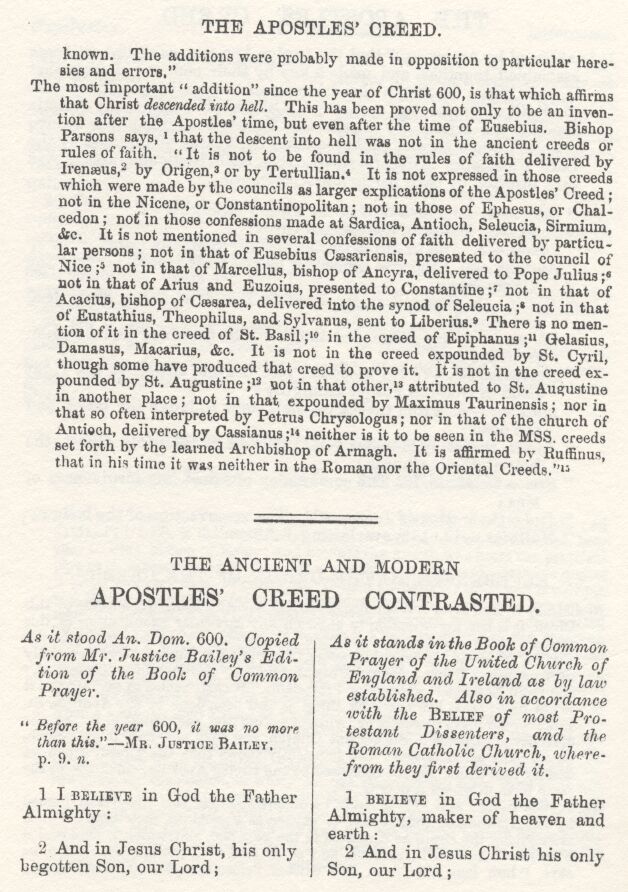 THE APOSTLES' CREED.
known. The additions were probably made in opposition to particular here-
sies and errors."
The most important "addition" since the year of Christ 600, is that which affirms
that Christ descended into hell. This has been proved not only to be an inven-
tion after the Apostles' time, but even after the time of Eusebius. Bishop
Parsons says, ¹ that the descent into hell was not in the ancient creeds or
rules of faith. "It is not to be found in the rules of faith delivered by
Irenæus,² by Origen,³ or by Tertullian.⁴ It is not expressed in those creeds
which were made by the councils as larger explications of the Apostles' Creed;
not in the Nicene, or Constantinopolitan; not in those of Ephesus, or Chal-
cedon; not in those confessions made at Sardica, Antioch, Seleucia, Sirmium,
&c. It is not mentioned in several confessions of faith delivered by particu-
lar persons; not in that of Eusebius Cæsariensis, presented to the council of
Nice;⁵ not in that of Marcellus, bishop of Ancyra, delivered to Pope Julius;⁶
not in that of Arius and Euzoius, presented to Constantine;⁷ not in that of
Acacius, bishop of Cæsarea, delivered into the synod of Seleucia;⁸ not in that
of Eustathius, Theophilus, and Sylvanus, sent to Liberius.⁹ There is no men-
tion of it in the creed of St. Basil;¹⁰ in the creed of Epiphanus;¹¹ Gelasius,
Damasus, Macarius, &c. It is not in the creed expounded by St. Cyril,
though some have produced that creed to prove it. It is not in the creed ex-
pounded by St. Augustine;¹² not in that other,¹³ attributed to St. Augustine
in another place; not in that expounded by Maximus Taurinensis; nor in
that so often interpreted by Petrus Chrysologus; nor in that of the church of
Antioch, delivered by Cassianus;¹⁴ neither is it to be seen in the MSS. creeds
set forth by the learned Archbishop of Armagh. It is affirmed by Ruffinus,
that in his time it was neither in the Roman nor the Oriental Creeds."¹⁵
THE ANCIENT AND MODERN
APOSTLES' CREED CONTRASTED.
As it stood An. Dom. 600. Copied
from Mr. Justice Bailey's Edi-
tion of the Book of Common
Prayer.
"Before the year 600, it was no more
than this."—MR. JUSTICE BAILEY.
p. 9. n.
1 I BELIEVE in God the Father
Almighty:
2 And in Jesus Christ, his only
begotten Son, our Lord;
As it stands in the Book of Common
Prayer of the United Church of
England and Ireland as by law
established. Also in accordance
with the BELIEF of most Pro-
testant Dissenters, and the
Roman Catholic Church, where-
from they first derived it.
1 BELIEVE in God the Father
Almighty, maker of heaven and
earth:
2 And in Jesus Christ his only
Son, our Lord;